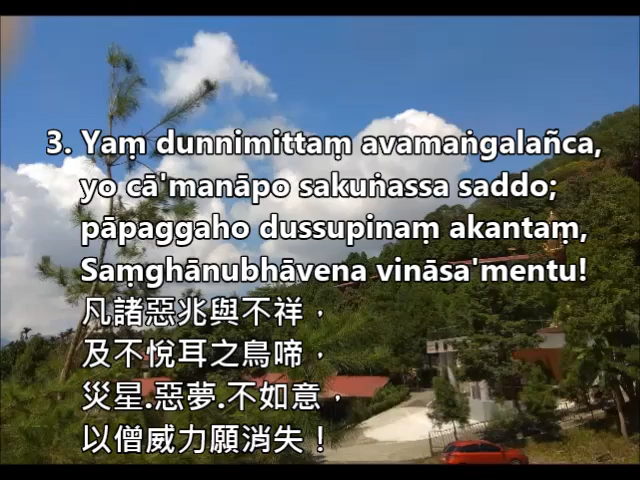 3. Yaṃ dunnimittaṃ avamaṅgalañca,
yo cā'manāpo sakuṅassa saddo;
pāpaggaho dussupinaṃ akantaṃ,
Saṃghānubhāvena vināsa'mentu!
凡諸惡兆與不祥，
及不悅耳之鳥啼，
災星.惡夢.不如意，
以僧威力願消失！